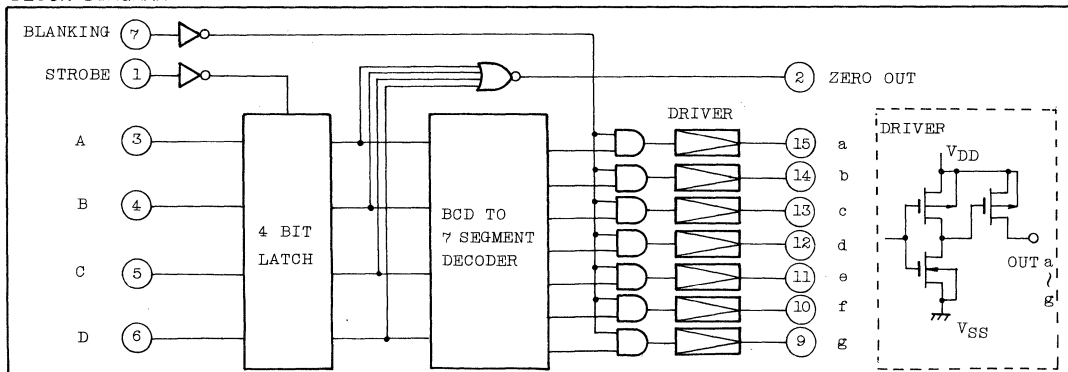 BLANKING 7
STROBE 1
2 ZERO OUT
DRIVER
A 3
15 a
B 4
14 b
C 5
13 c
D 6
12 d
11 e
10 f
9 g
4 BIT
LATCH
BCD TO
7 SEGMENT
DECODER
DRIVER
VDD
OUT a
~
g
VSS